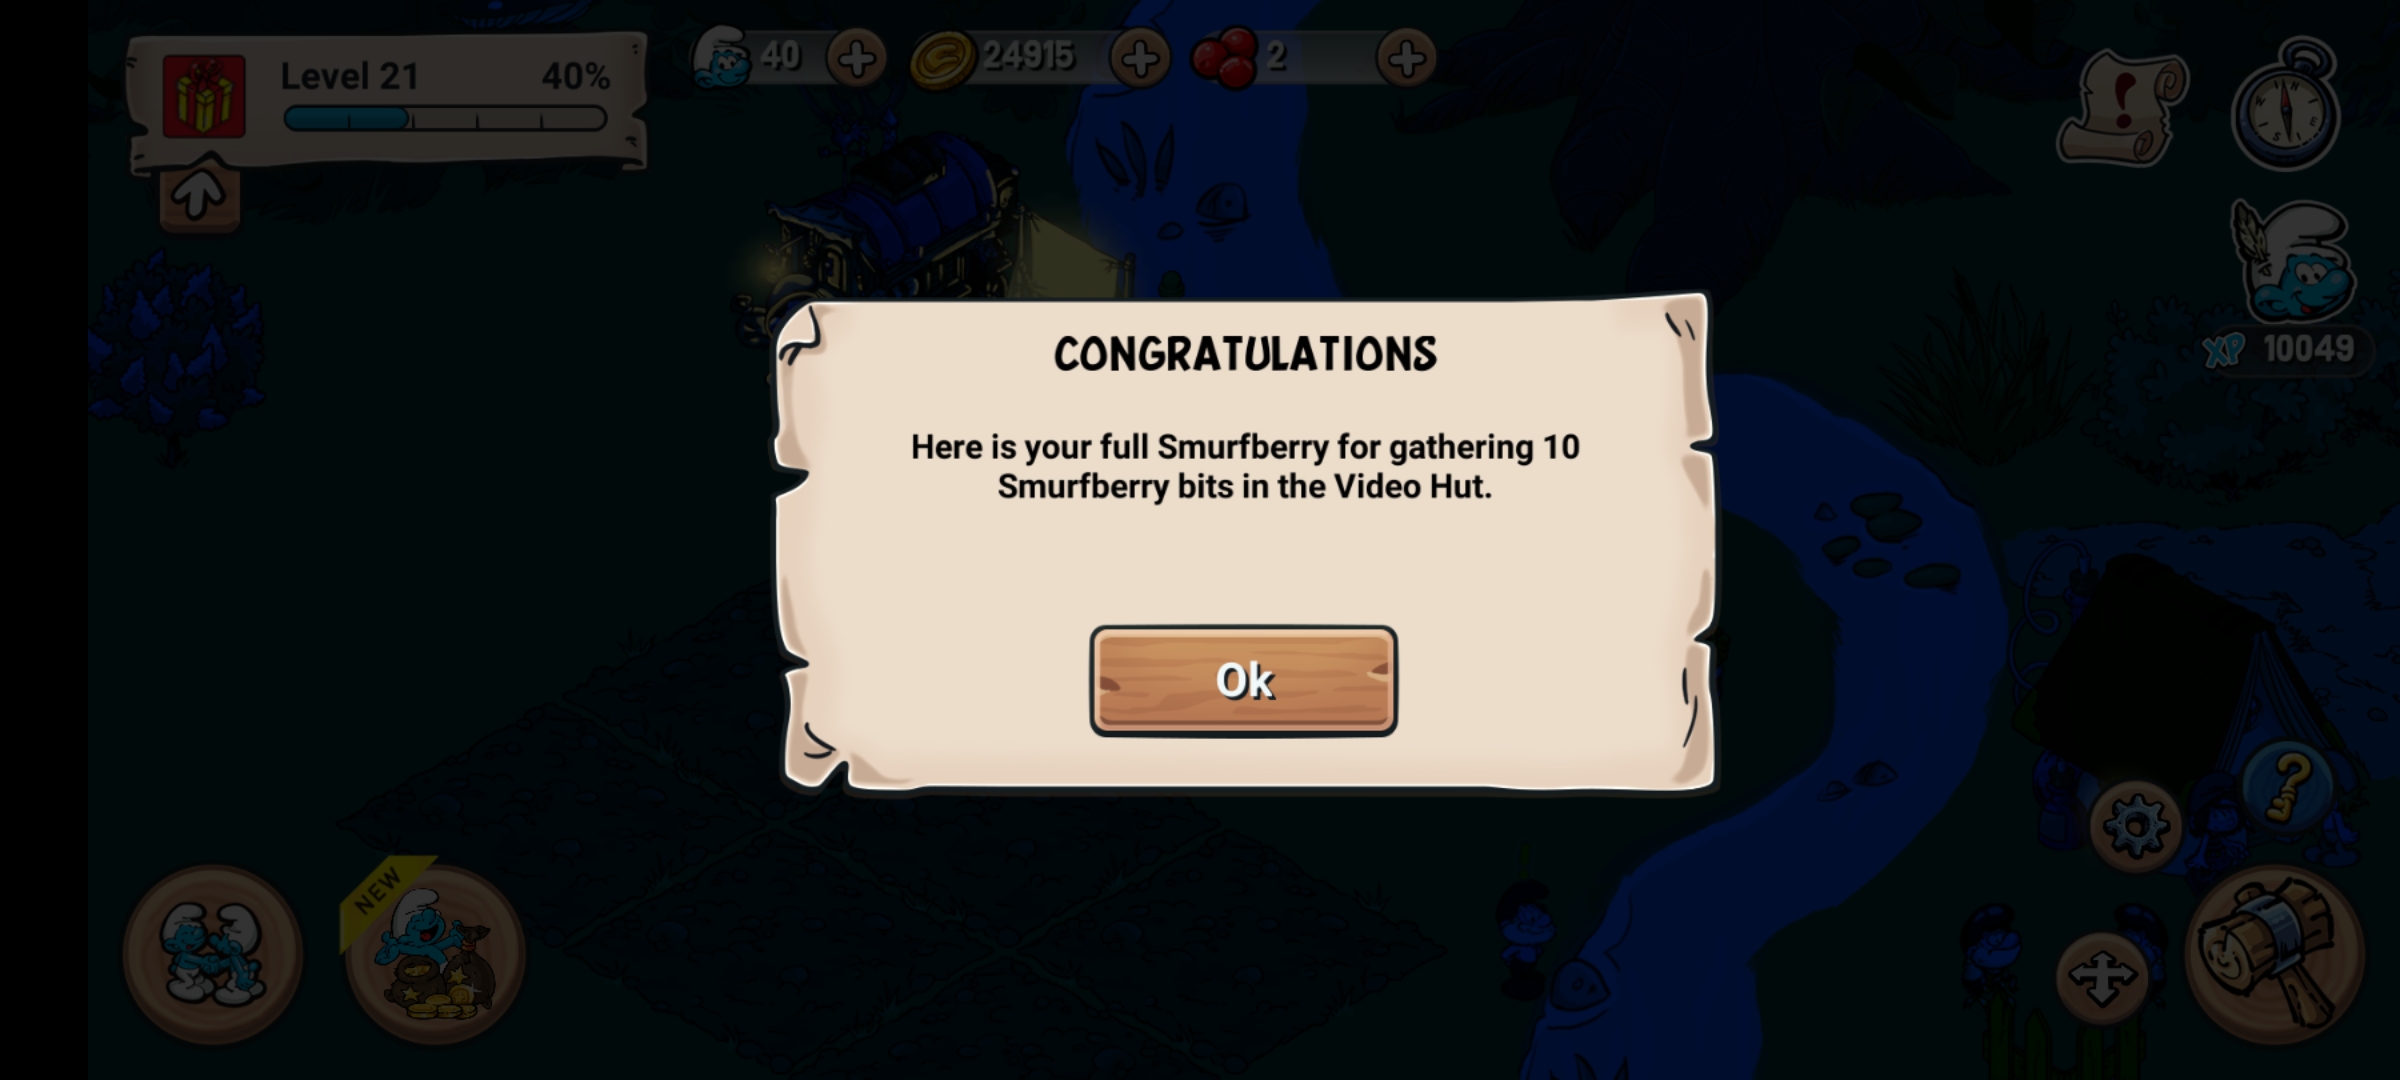 Level 21 40%
40
24915
2
XP 10049
CONGRATULATIONS
Here is your full Smurfberry for gathering 10
Smurfberry bits in the Video Hut.
Ok
NEW